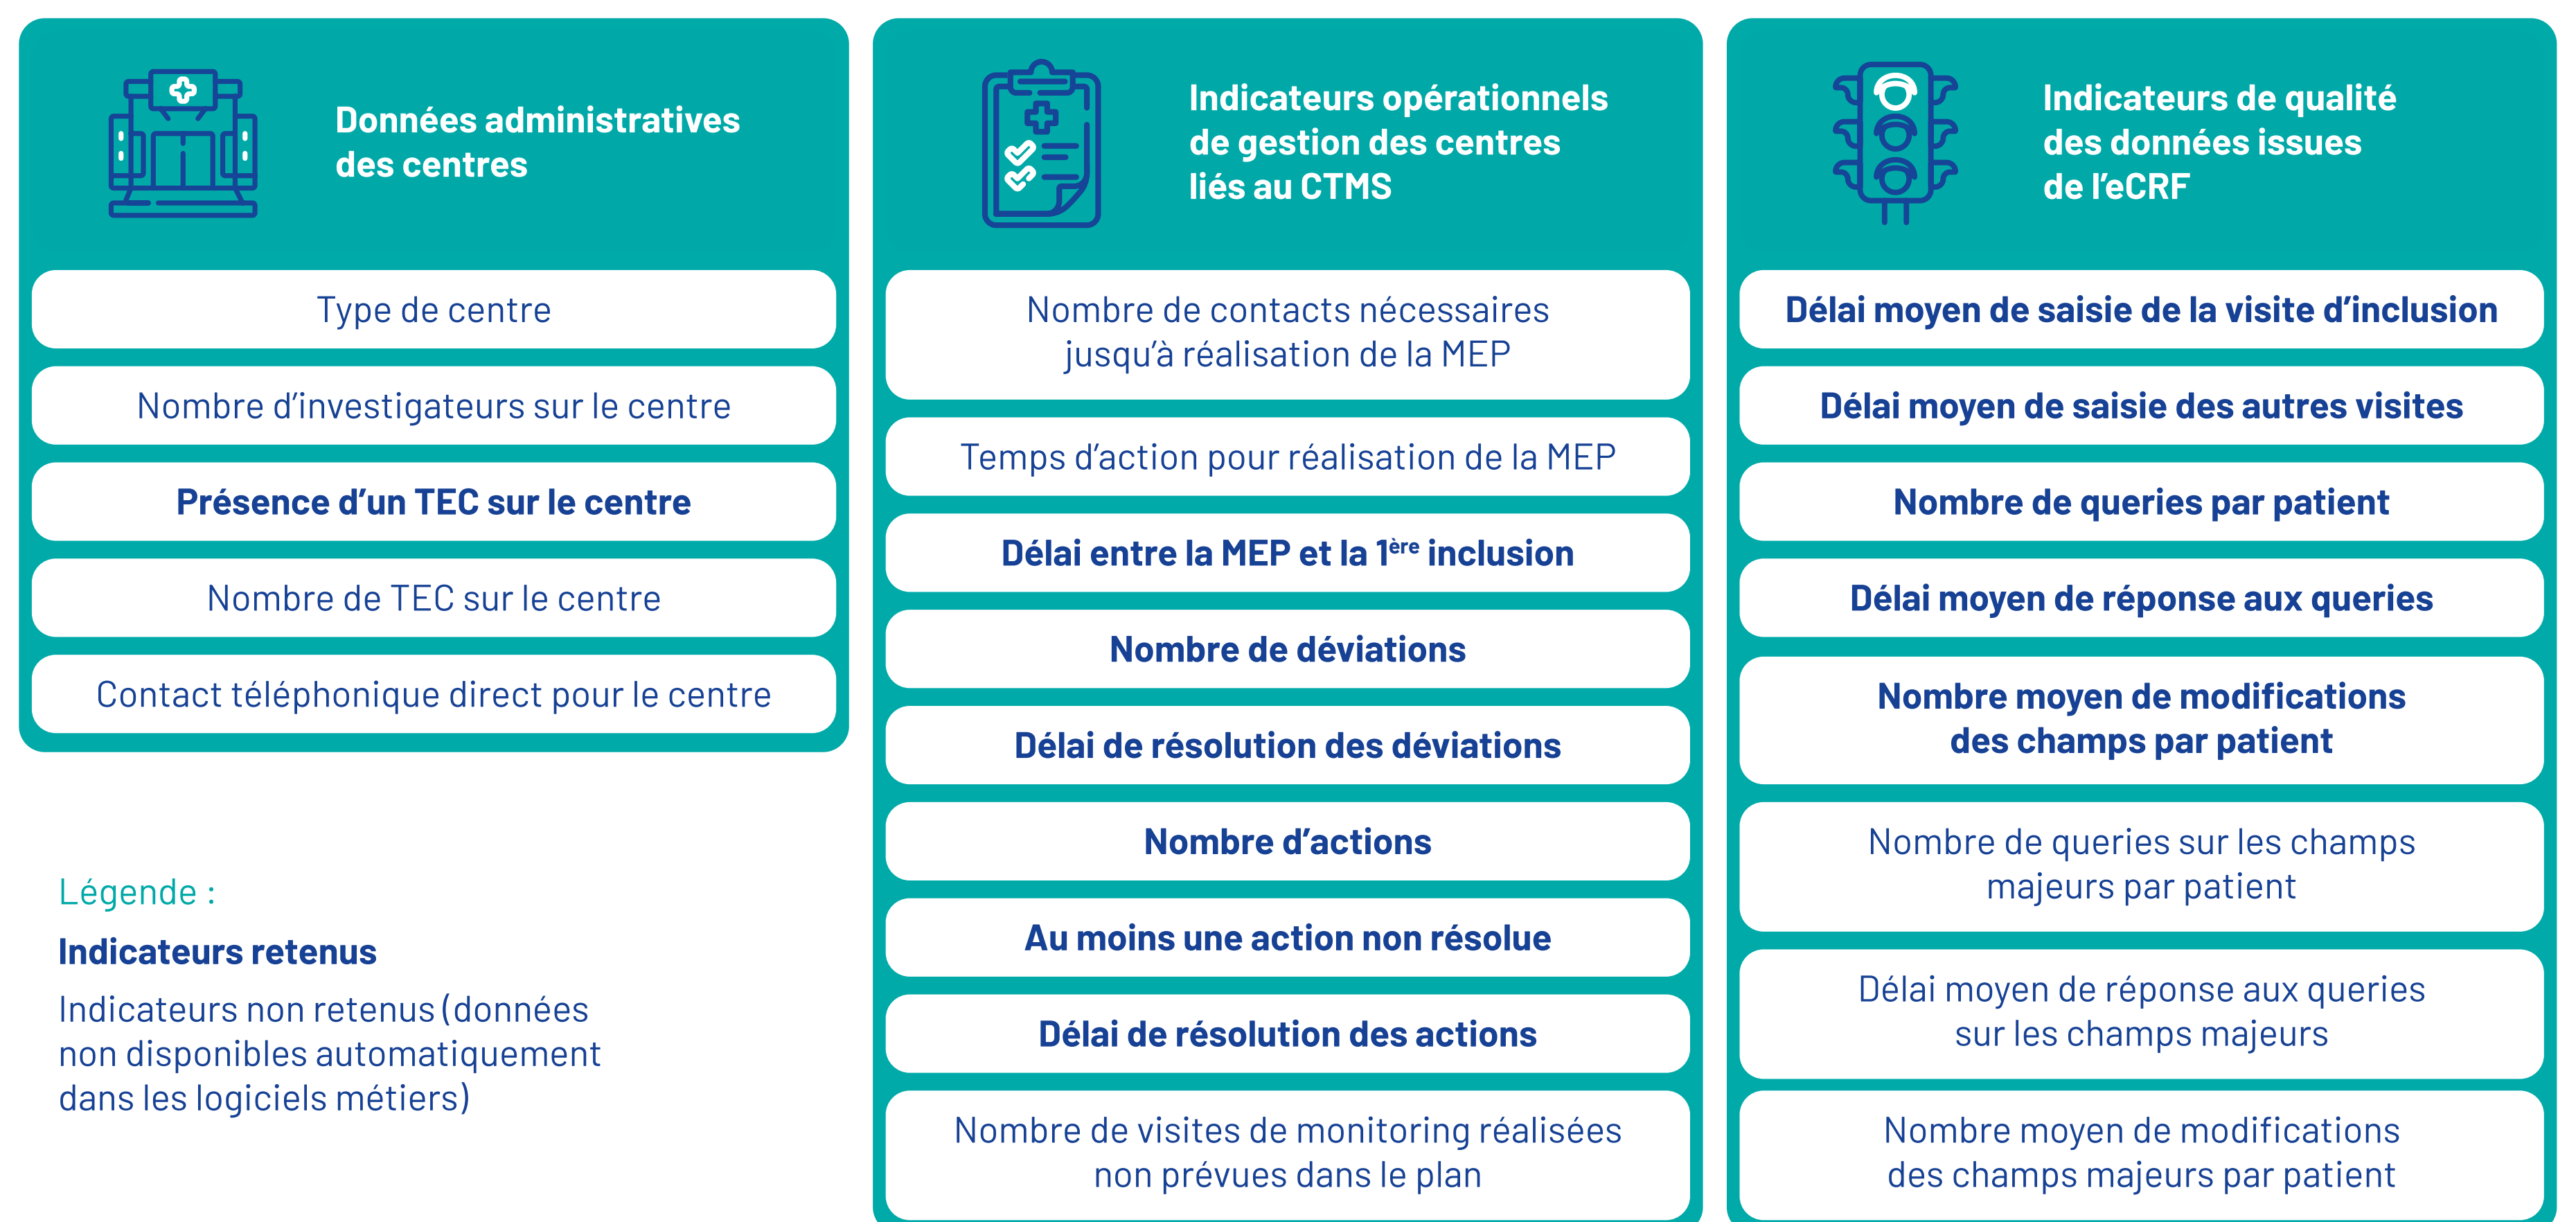 Données administratives
des centres
Type de centre
Nombre d’investigateurs sur le centre
Présence d’un TEC sur le centre
Nombre de TEC sur le centre
Contact téléphonique direct pour le centre
Légende :
Indicateurs retenus
Indicateurs non retenus (données
non disponibles automatiquement
dans les logiciels métiers)
Indicateurs opérationnels
de gestion des centres
liés au CTMS
Nombre de contacts nécessaires
jusqu’à réalisation de la MEP
Temps d’action pour réalisation de la MEP
Délai entre la MEP et la 1ère inclusion
Nombre de déviations
Délai de résolution des déviations
Nombre d’actions
Au moins une action non résolue
Délai de résolution des actions
Nombre de visites de monitoring réalisées
non prévues dans le plan
Indicateurs de qualité
des données issues
de l’eCRF
Délai moyen de saisie de la visite d’inclusion
Délai moyen de saisie des autres visites
Nombre de queries par patient
Délai moyen de réponse aux queries
Nombre moyen de modifications
des champs par patient
Nombre de queries sur les champs
majeurs par patient
Délai moyen de réponse aux queries
sur les champs majeurs
Nombre moyen de modifications
des champs majeurs par patient